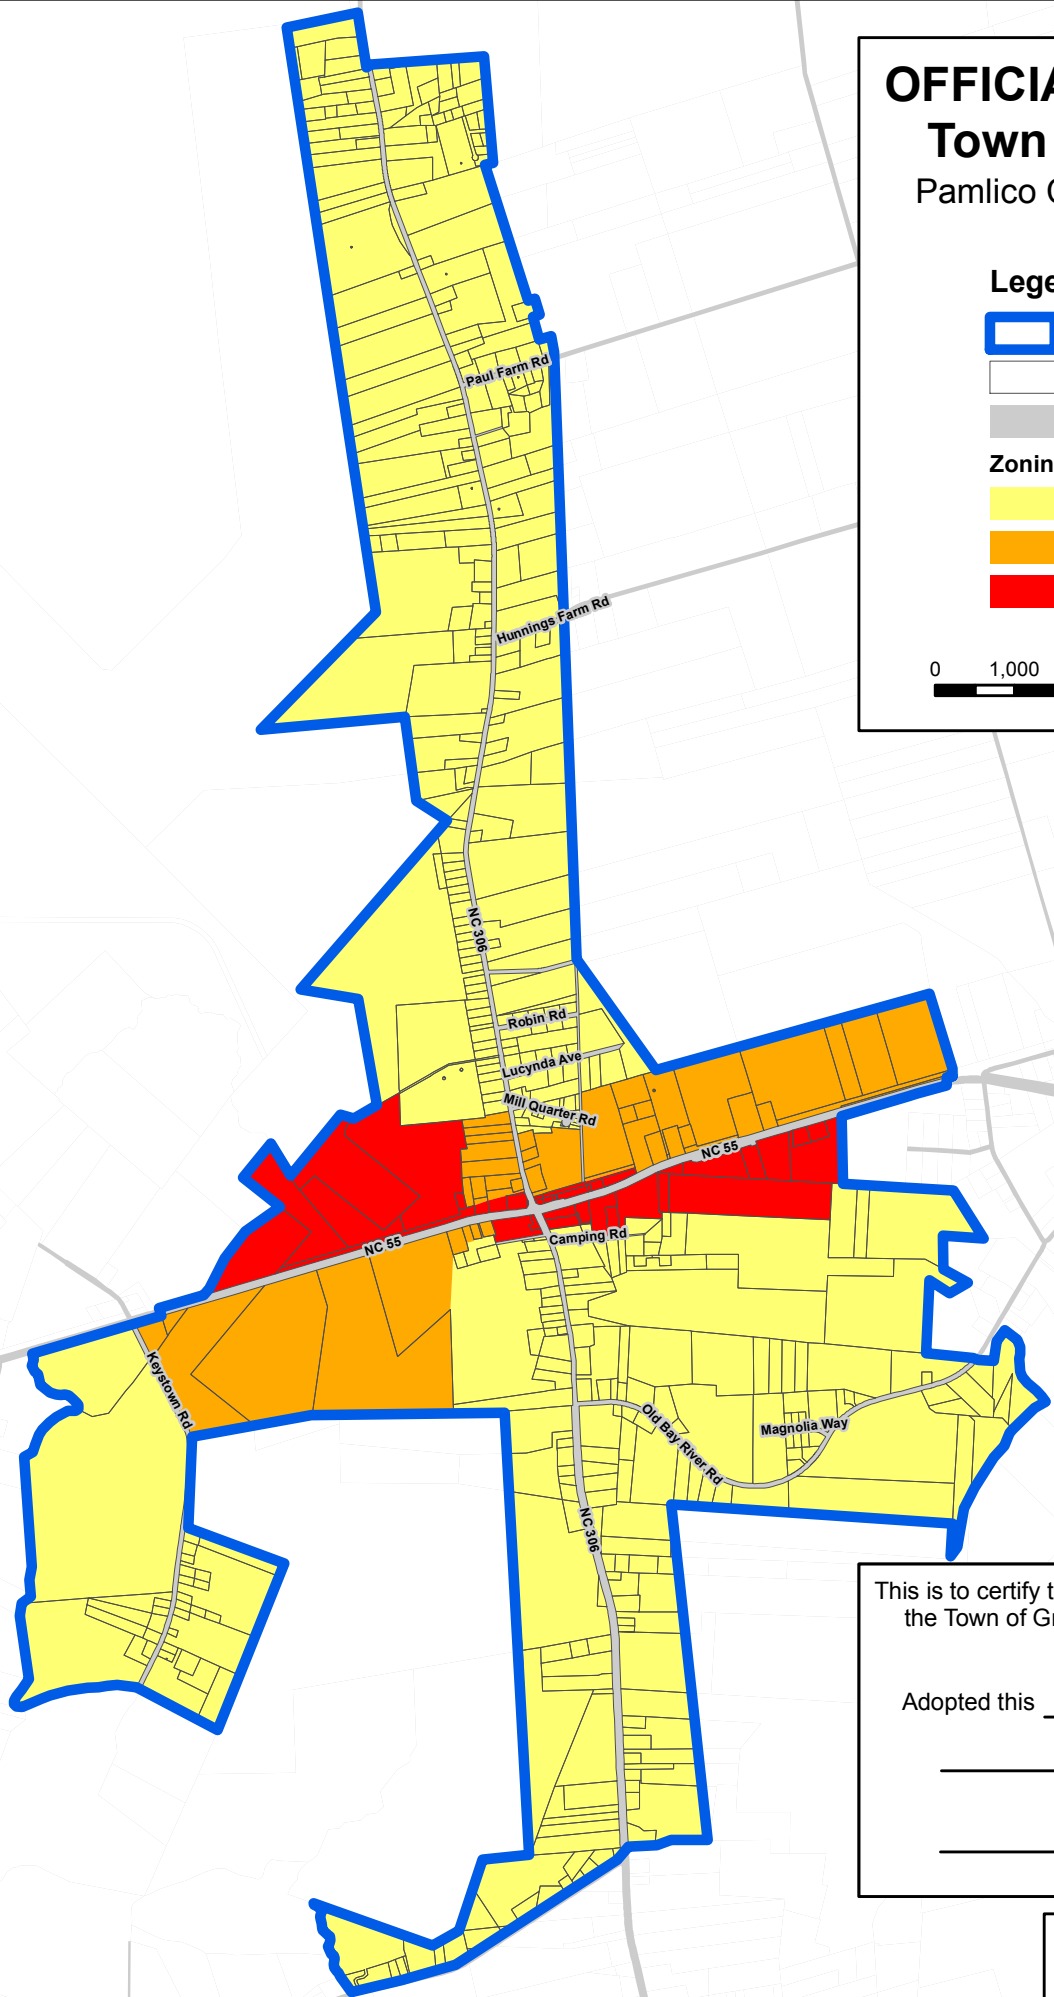 OFFICIA
Town
Pamlico C
Lege
Zonin
0 1,000
Paul Farm Rd
Hunnings Farm Rd
NC 306
Robin Rd
Lucynda Ave
Mill Quarter Rd
NC 55
Camping Rd
NC 55
Keystown Rd
Old Bay River Rd
Magnolia Way
NC 306
This is to certify t
the Town of Gr
Adopted this